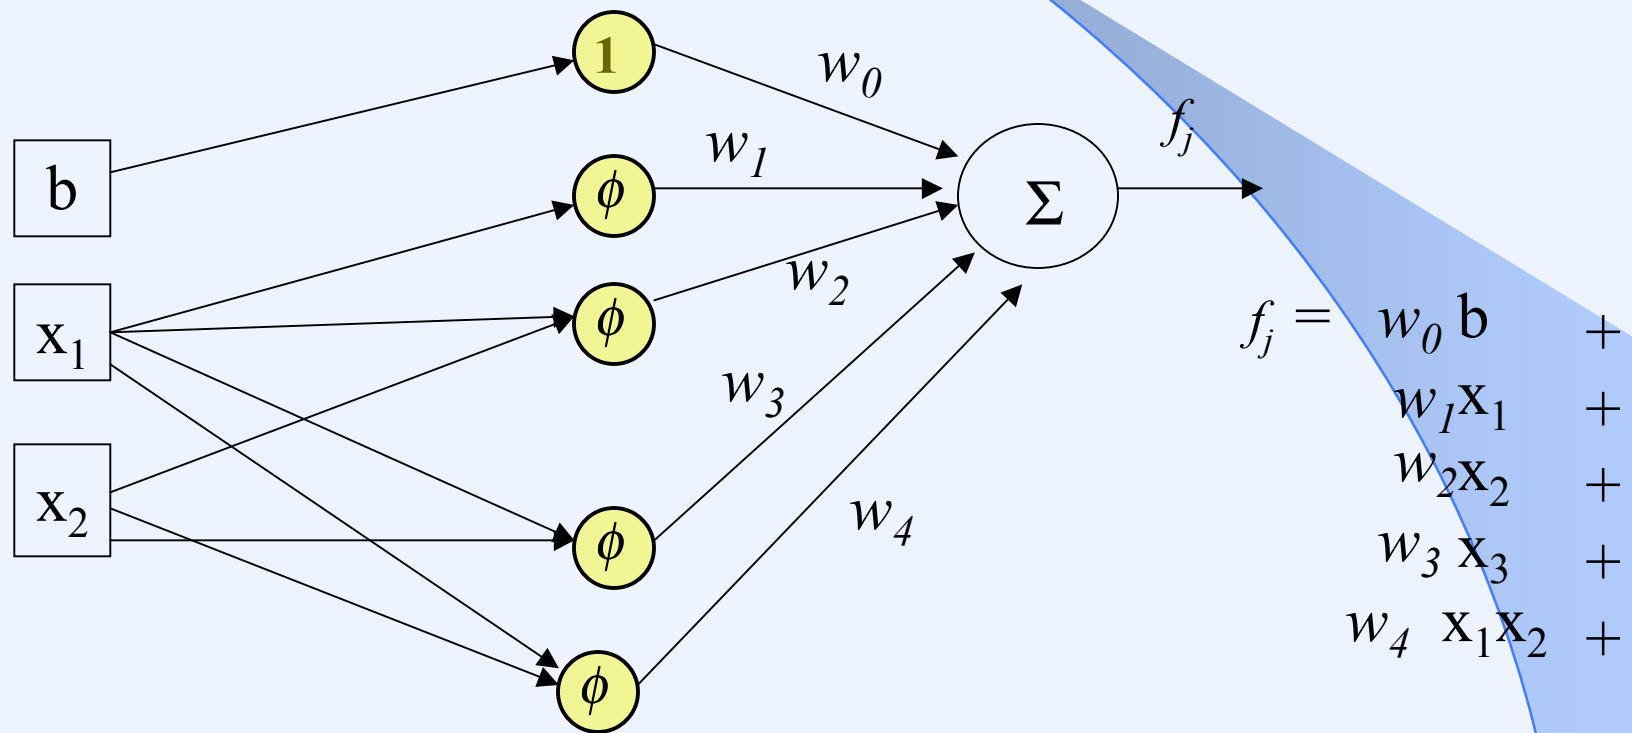 1
w0
fj
w1
b
ϕ
Σ
w2
x1
ϕ
fj = w0 b +
w3
w1x1 +
w2x2 +
x2
w4
ϕ
w3 x3 +
w4 x1x2 +
ϕ